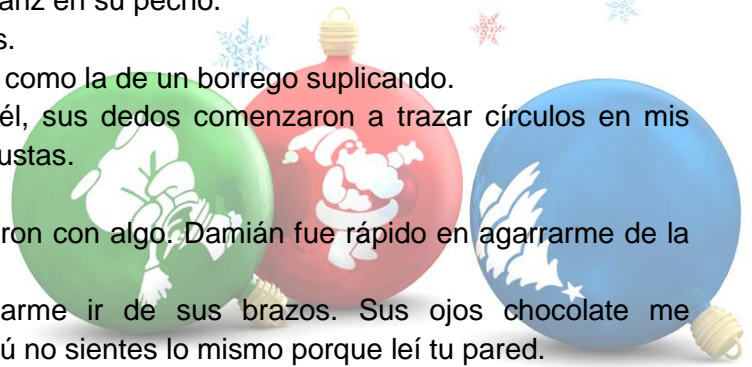 anz en su pecho.
s.
como la de un borrego suplicando.
él, sus dedos comenzaron a trazar círculos en mis
ustas.
ron con algo. Damián fue rápido en agarrarme de la
arme ir de sus brazos. Sus ojos chocolate me
ú no sientes lo mismo porque leí tu pared.